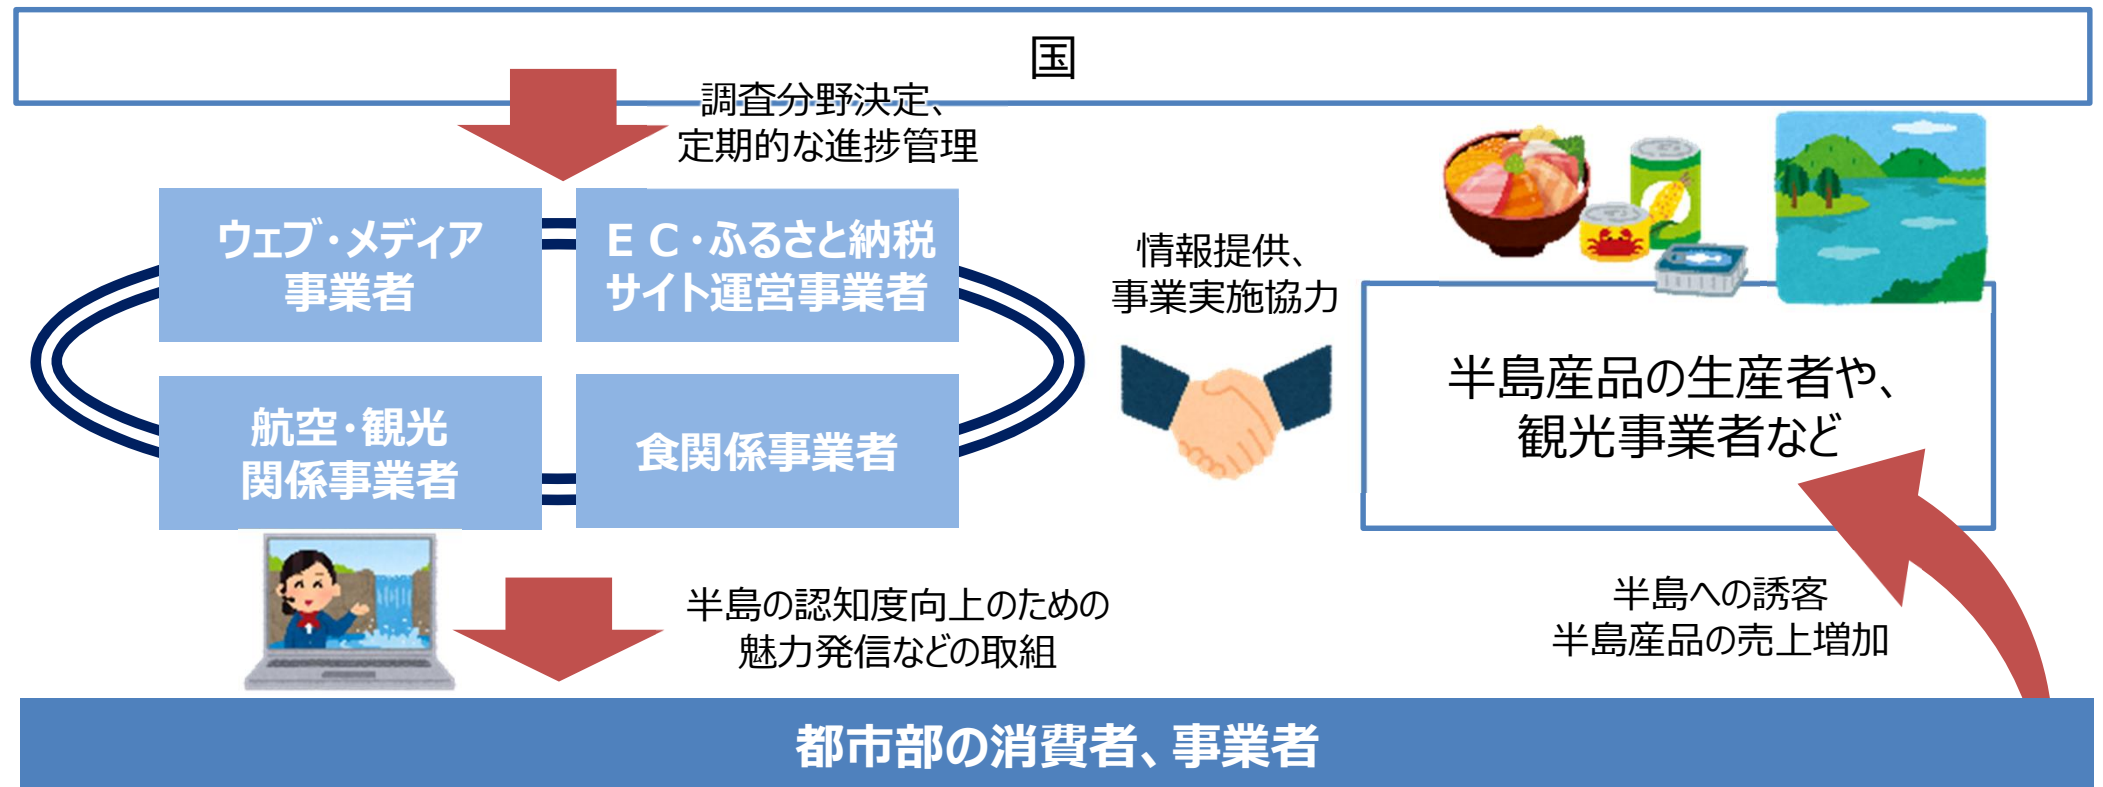 国
調査分野決定、
定期的な進捗管理
ウェブ・メディア
事業者
ＥＣ・ふるさと納税
サイト運営事業者
航空・観光
関係事業者
食関係事業者
情報提供、
事業実施協力
半島産品の生産者や、
観光事業者など
半島の認知度向上のための
魅力発信などの取組
半島への誘客
半島産品の売上増加
都市部の消費者、事業者